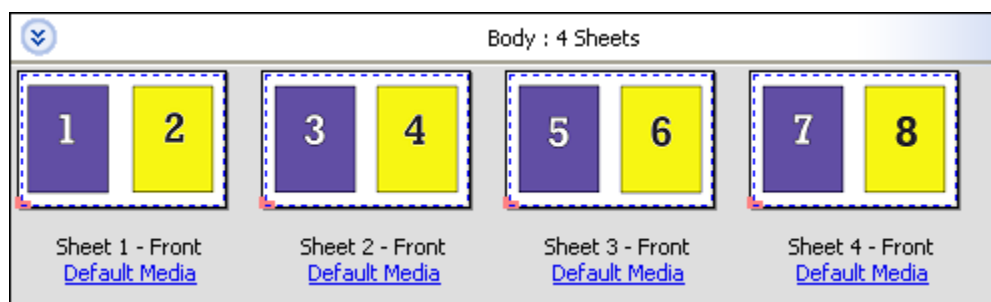 Body : 4 Sheets
1 2 3 4 5 6 7 8
Sheet 1 - Front Sheet 2 - Front Sheet 3 - Front Sheet 4 - Front
Default Media Default Media Default Media Default Media